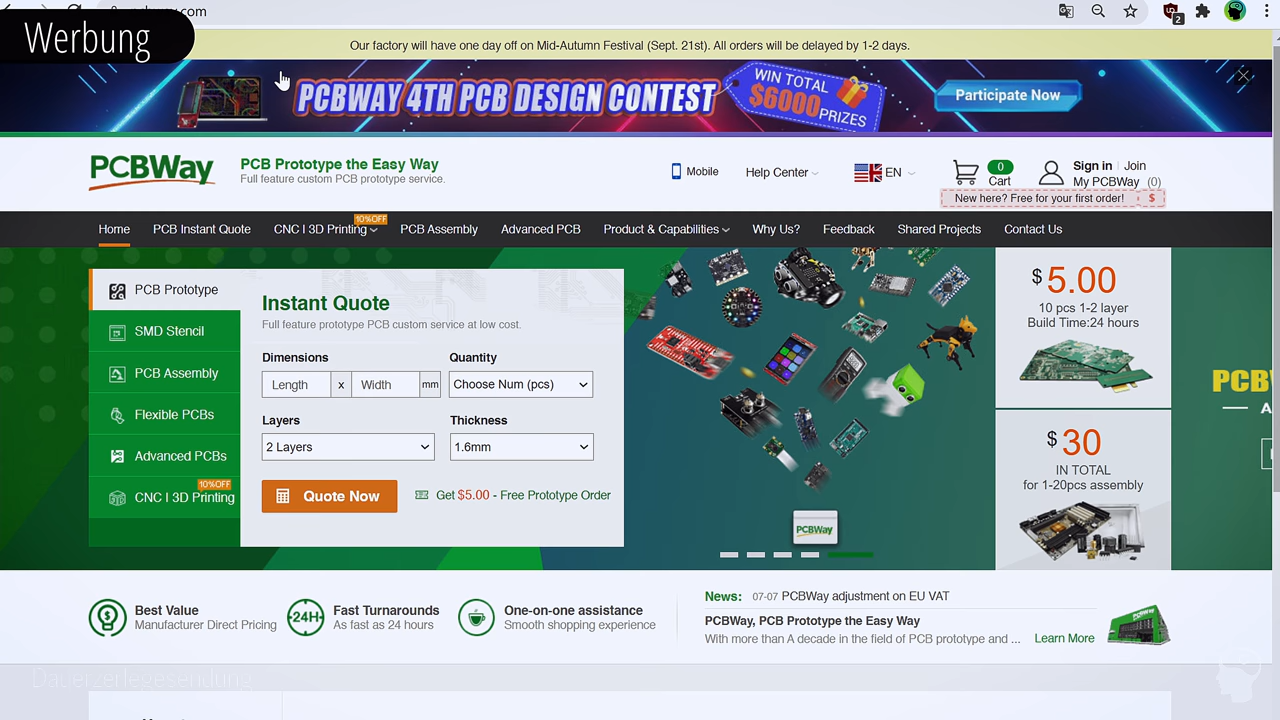 Werbung
.com
2
Our factory will have one day off on Mid-Autumn Festival (Sept. 21st). All orders will be delayed by 1-2 days.
PCBWAY 4TH PCB DESIGN CONTEST
WIN TOTAL
$6000
PRIZES
Participate Now
PCBWay
PCB Prototype the Easy Way
Full feature custom PCB prototype service.
Mobile
Help Center
EN
0
Cart
Sign in | Join
My PCBWay (0)
New here? Free for your first order! $
Home
PCB Instant Quote
CNC | 3D Printing
10%OFF
PCB Assembly
Advanced PCB
Product & Capabilities
Why Us?
Feedback
Shared Projects
Contact Us
PCB Prototype
SMD Stencil
PCB Assembly
Flexible PCBs
Advanced PCBs
10%OFF
CNC | 3D Printing
Instant Quote
Full feature prototype PCB custom service at low cost.
Dimensions
Quantity
Length x Width mm
Choose Num (pcs)
Layers
Thickness
2 Layers
1.6mm
Quote Now
Get $5.00 - Free Prototype Order
PCBWay
$5.00
10 pcs 1-2 layer
Build Time:24 hours
$30
IN TOTAL
for 1-20pcs assembly
Best Value
Manufacturer Direct Pricing
24H
Fast Turnarounds
As fast as 24 hours
One-on-one assistance
Smooth shopping experience
News: 07-07 PCBWay adjustment on EU VAT
PCBWay, PCB Prototype the Easy Way
With more than A decade in the field of PCB prototype and ... Learn More
Dauerzerlegesendung